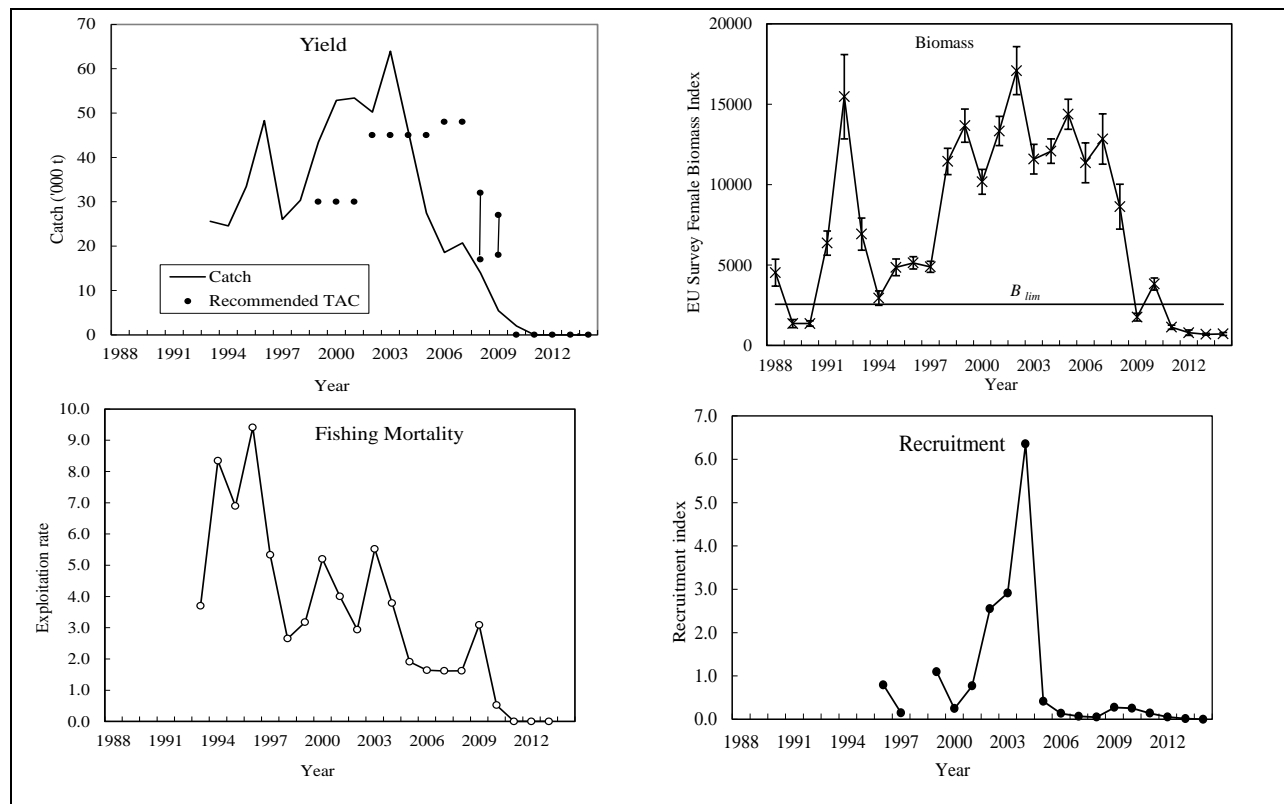 Yield
70
60
50
40
30
20
10
0
Catch ('000 t)
Catch
Recommended TAC
1988 1991 1994 1997 2000 2003 2006 2009 2012
Year
Biomass
20000
15000
10000
5000
0
EU Survey Female Biomass Index
B lim
1988 1991 1994 1997 2000 2003 2006 2009 2012
Year
Fishing Mortality
10.0
9.0
8.0
7.0
6.0
5.0
4.0
3.0
2.0
1.0
0.0
Exploitation rate
1988 1991 1994 1997 2000 2003 2006 2009 2012
Year
Recruitment
7.0
6.0
5.0
4.0
3.0
2.0
1.0
0.0
Recruitment index
1988 1991 1994 1997 2000 2003 2006 2009 2012
Year